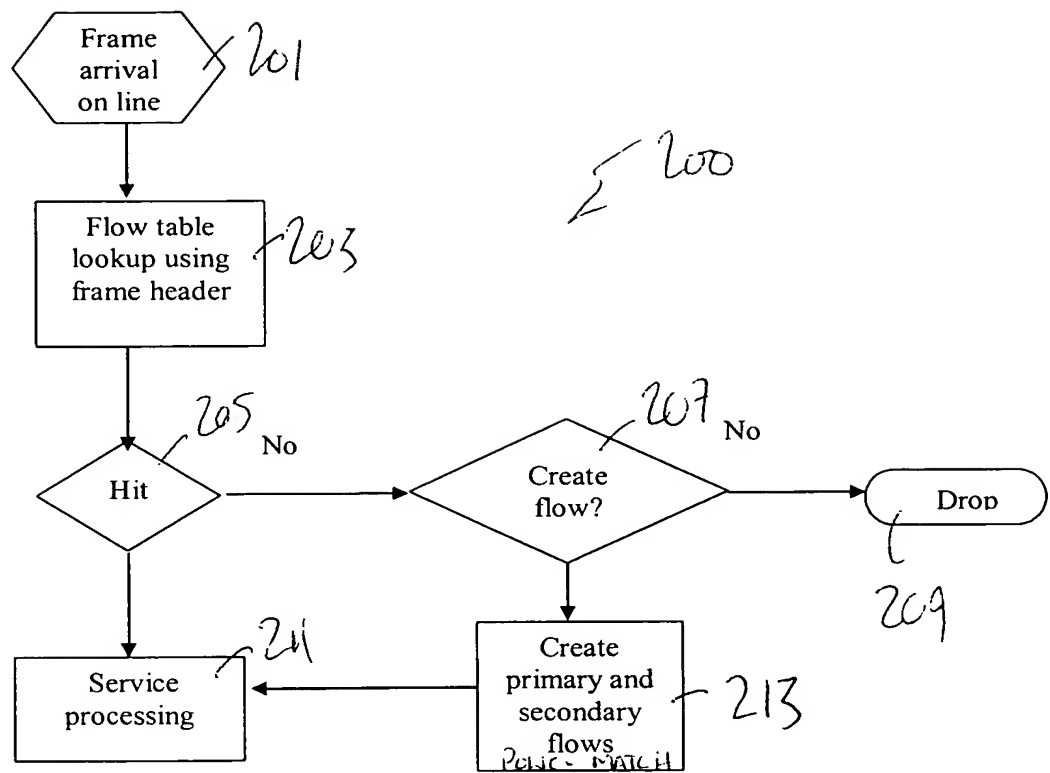 Frame
arrival
on line
201
200
Flow table
lookup using
frame header
203
205
No
Hit
207
No
Create
flow?
Drop
209
211
Service
processing
Create
primary and
secondary
flows
MATCH
213